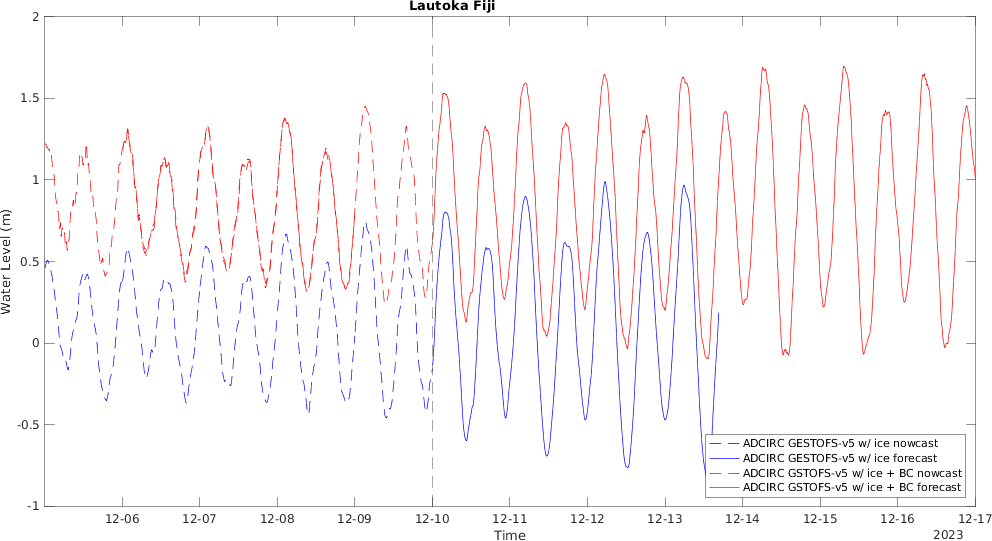 Lautoka Fiji
2
1.5
1
0.5
0
-0.5
-1
Water Level (m)
ADCIRC GESTOFS-v5 w/ ice nowcast
ADCIRC GESTOFS-v5 w/ ice forecast
ADCIRC GSTOFS-v5 w/ ice + BC nowcast
ADCIRC GSTOFS-v5 w/ ice + BC forecast
12-06 12-07 12-08 12-09 12-10 12-11 12-12 12-13 12-14 12-15 12-16 12-17
Time
2023